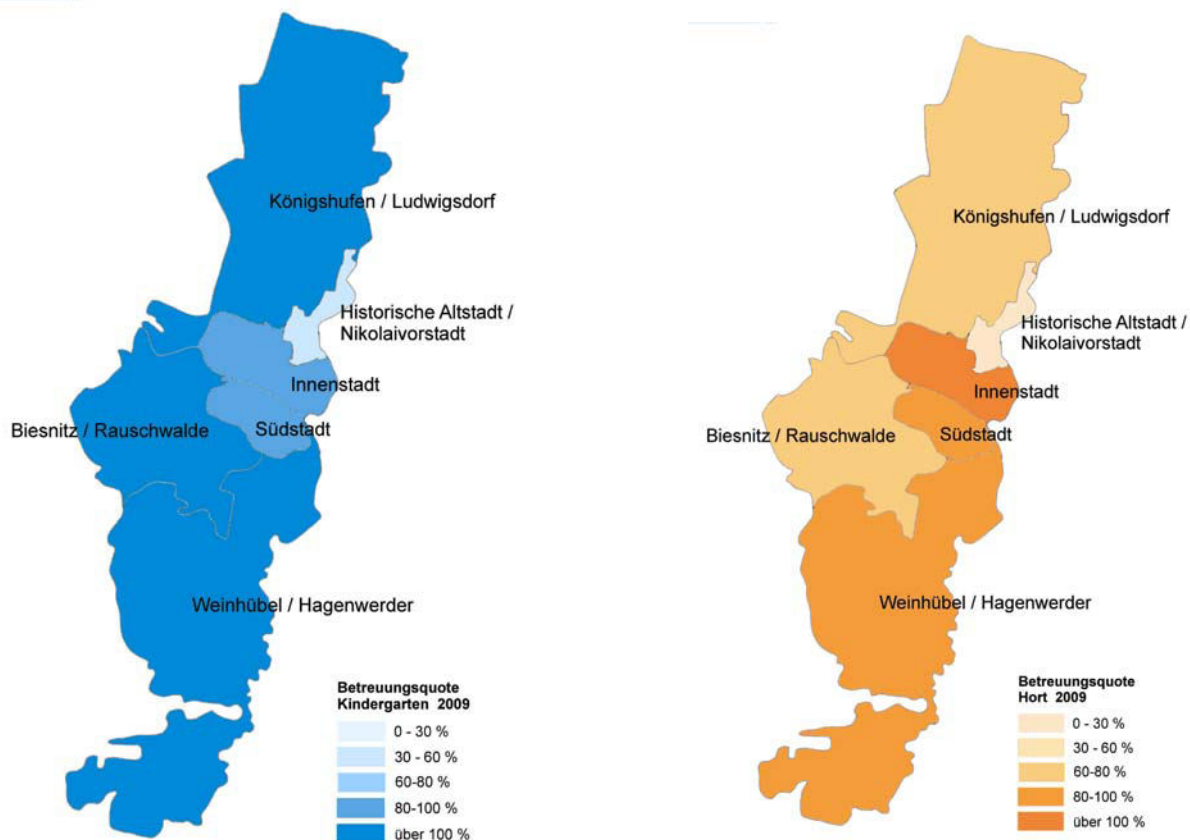 Königshufen / Ludwigsdorf
Historische Altstadt /
Nikolaivorstadt
Innenstadt
Südstadt
Biesnitz / Rauschwalde
Weinhübel / Hagenwerder
Betreuungsquote
Kindergarten 2009
0 - 30 %
30 - 60 %
60-80 %
80-100 %
über 100 %
Königshufen / Ludwigsdorf
Historische Altstadt /
Nikolaivorstadt
Innenstadt
Südstadt
Biesnitz / Rauschwalde
Weinhübel / Hagenwerder
Betreuungsquote
Hort 2009
0 - 30 %
30 - 60 %
60-80 %
80-100 %
über 100 %